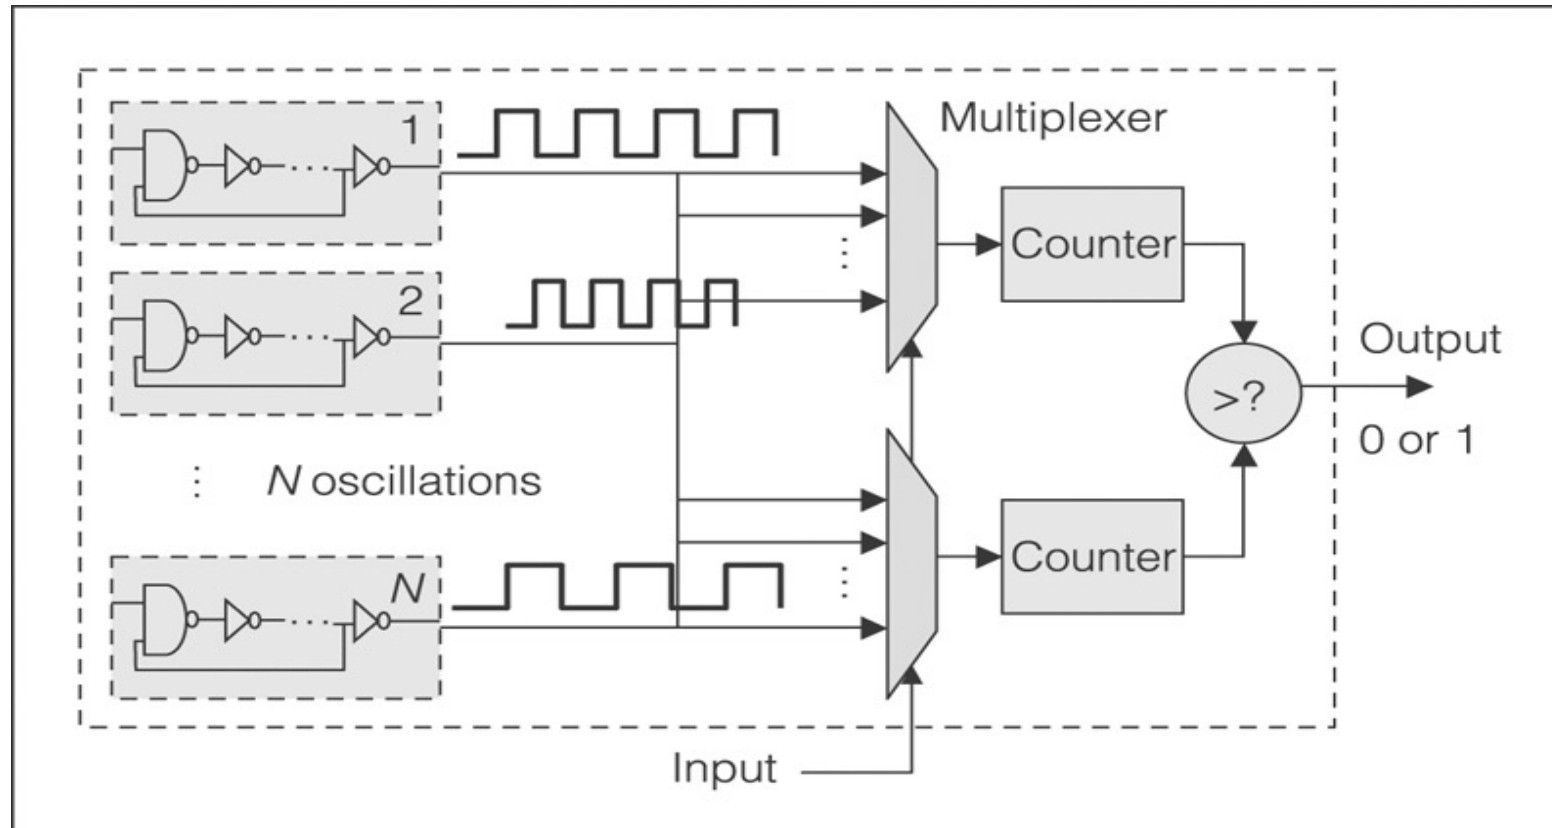 1
Multiplexer
Counter
2
Output
>?
0 or 1
⋮ N oscillations
Counter
N
Input